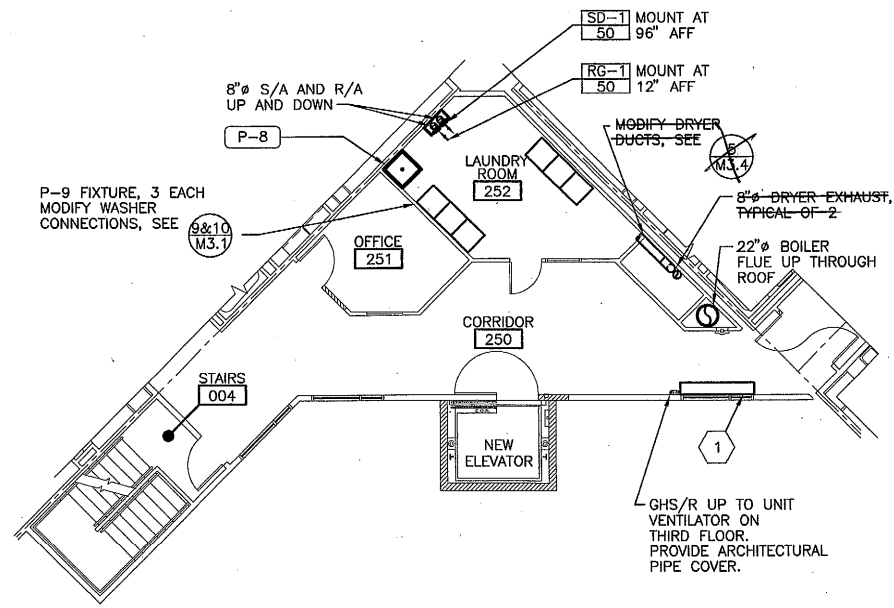 SD-1 MOUNT AT
50 96" AFF
RG-1 MOUNT AT
50 12" AFF
8"ø S/A AND R/A
UP AND DOWN
P-8
MODIFY DRYER
DUCTS, SEE
5
M3.4
LAUNDRY
ROOM
252
P-9 FIXTURE, 3 EACH
MODIFY WASHER
CONNECTIONS, SEE
9&10
M3.1
8"ø DRYER EXHAUST,
TYPICAL OF 2
OFFICE
251
22"ø BOILER
FLUE UP THROUGH
ROOF
CORRIDOR
250
STAIRS
004
NEW
ELEVATOR
1
GHS/R UP TO UNIT
VENTILATOR ON
THIRD FLOOR.
PROVIDE ARCHITECTURAL
PIPE COVER.